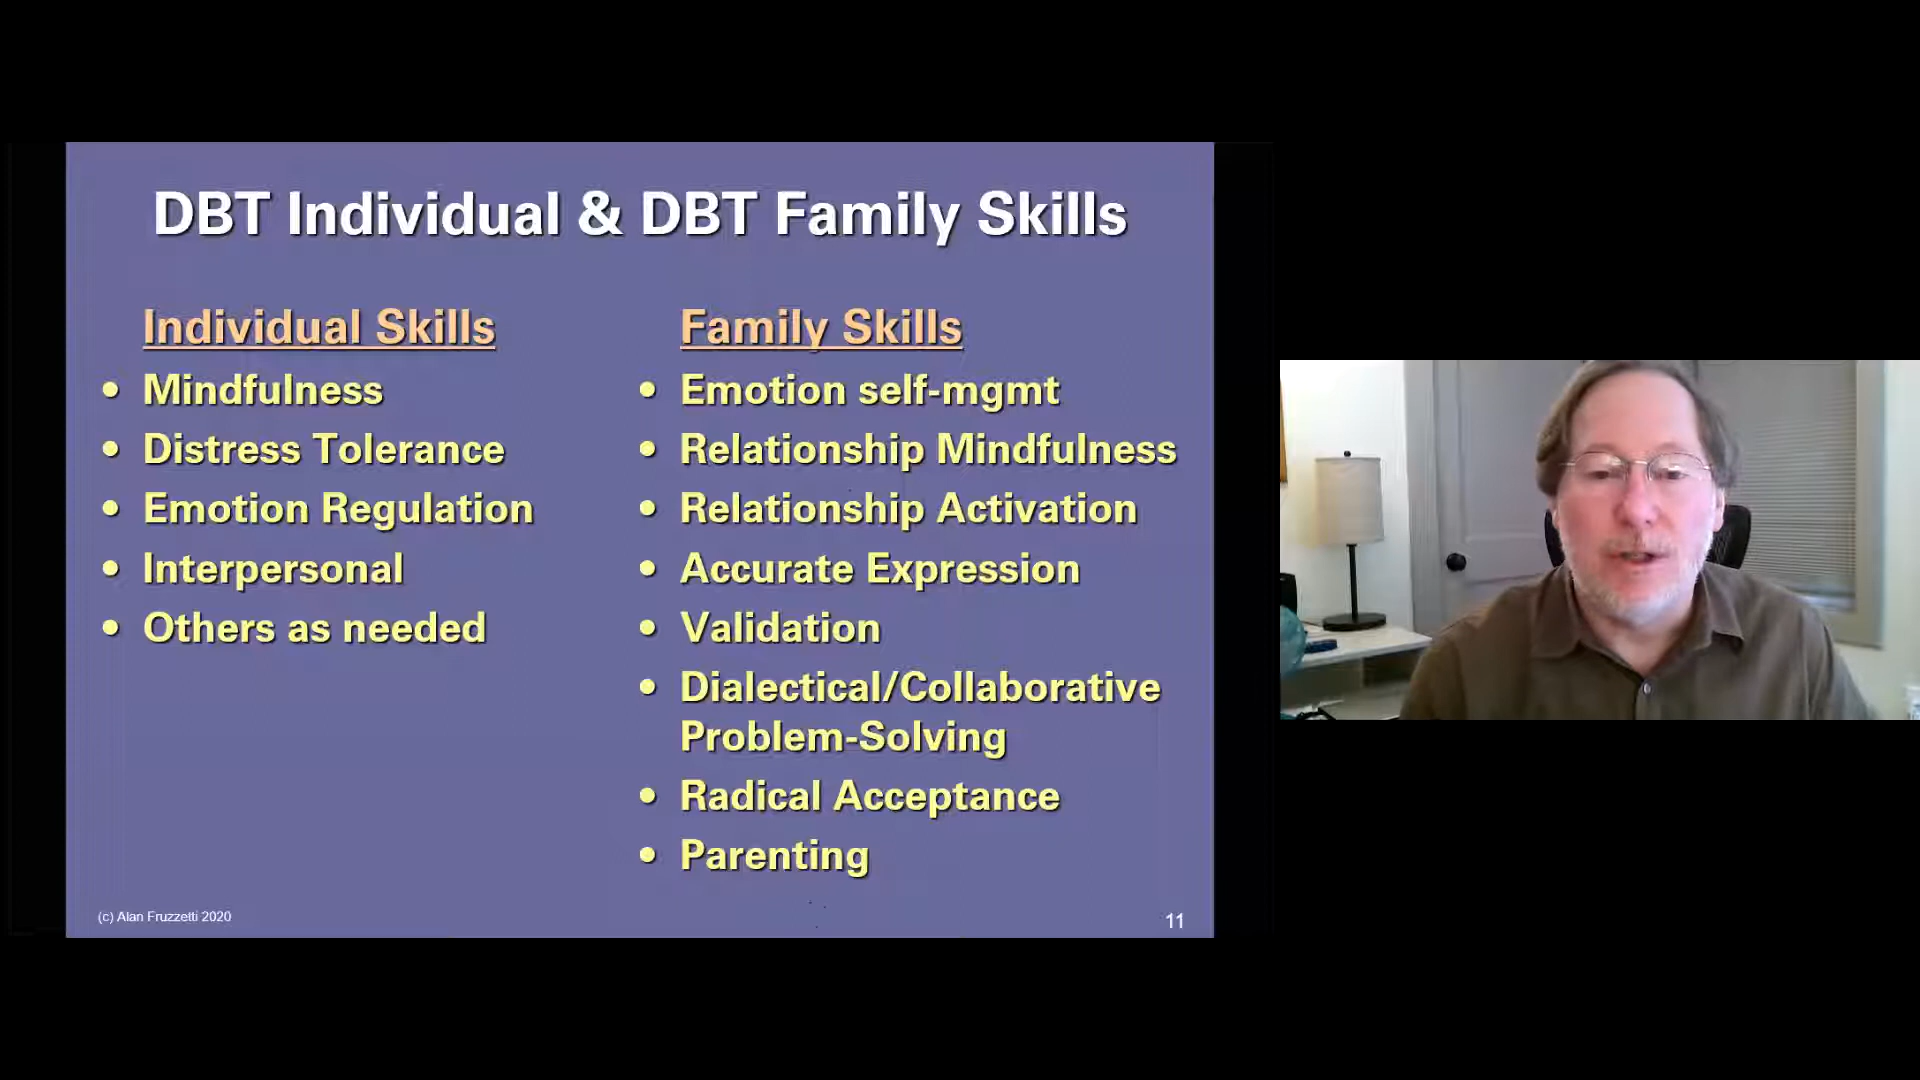 DBT Individual & DBT Family Skills
Individual Skills
• Mindfulness
• Distress Tolerance
• Emotion Regulation
• Interpersonal
• Others as needed
Family Skills
• Emotion self-mgmt
• Relationship Mindfulness
• Relationship Activation
• Accurate Expression
• Validation
• Dialectical/Collaborative
Problem-Solving
• Radical Acceptance
• Parenting
(c) Alan Fruzzetti 2020
11